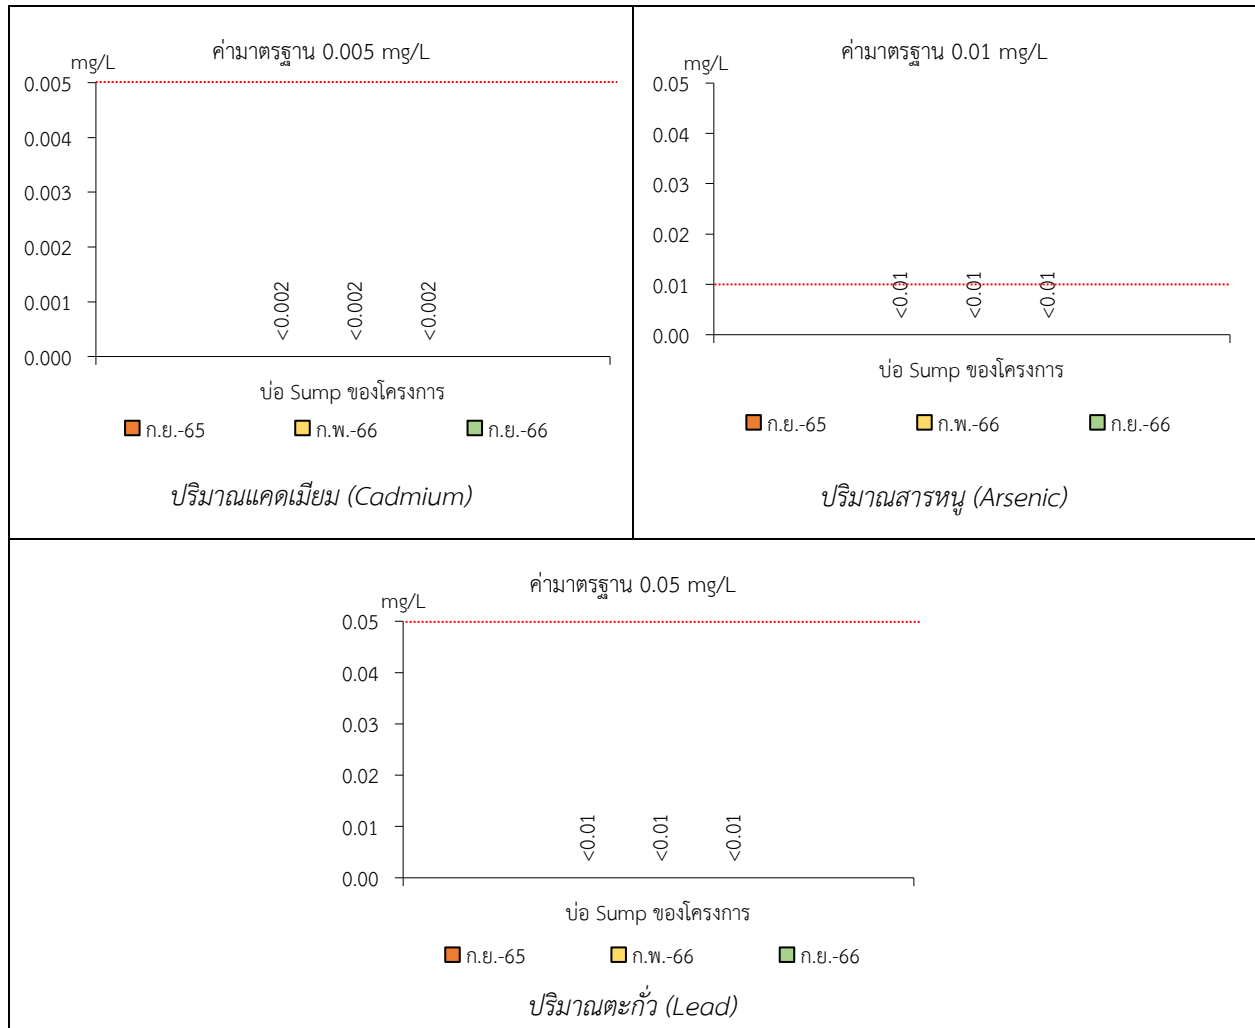 ค่ามาตรฐาน 0.005 mg/L
mg/L
0.005
0.004
0.003
0.002
0.001
0.000
<0.002
<0.002
<0.002
บ่อ Sump ของโครงการ
ก.ย.-65 ก.พ.-66 ก.ย.-66
ปริมาณแคดเมียม (Cadmium)
ค่ามาตรฐาน 0.01 mg/L
mg/L
0.05
0.04
0.03
0.02
0.01
0.00
<0.01
<0.01
<0.01
บ่อ Sump ของโครงการ
ก.ย.-65 ก.พ.-66 ก.ย.-66
ปริมาณสารหนู (Arsenic)
ค่ามาตรฐาน 0.05 mg/L
mg/L
0.05
0.04
0.03
0.02
0.01
0.00
<0.01
<0.01
<0.01
บ่อ Sump ของโครงการ
ก.ย.-65 ก.พ.-66 ก.ย.-66
ปริมาณตะกั่ว (Lead)